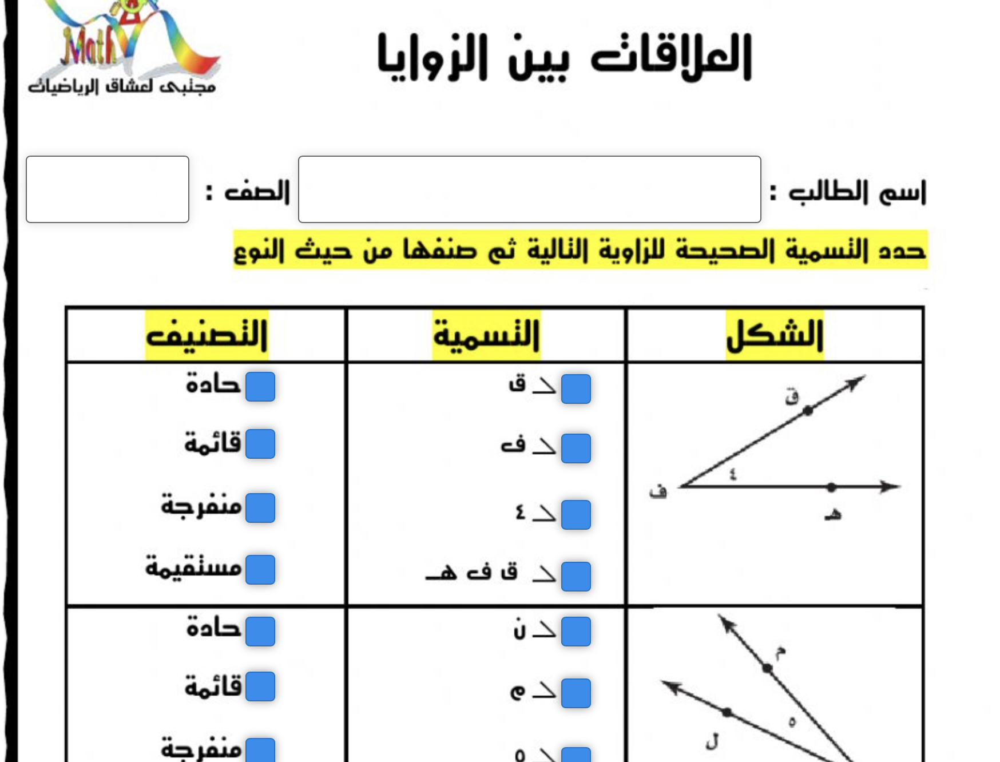 Math
مجتبى لعشاق الرياضيات
العلاقات بين الزوايا
اسم الطالب : الصف :
حدد التسمية الصحيحة للزاوية التالية ثم صنفها من حيث النوع
الشكل التسمية التصنيف
ق
ف
٤
هـ
ق
ف
٤
ق ف هـ
حادة
قائمة
منفرجة
مستقيمة
م
ل
٥
ن
م
٥
حادة
قائمة
منفرجة